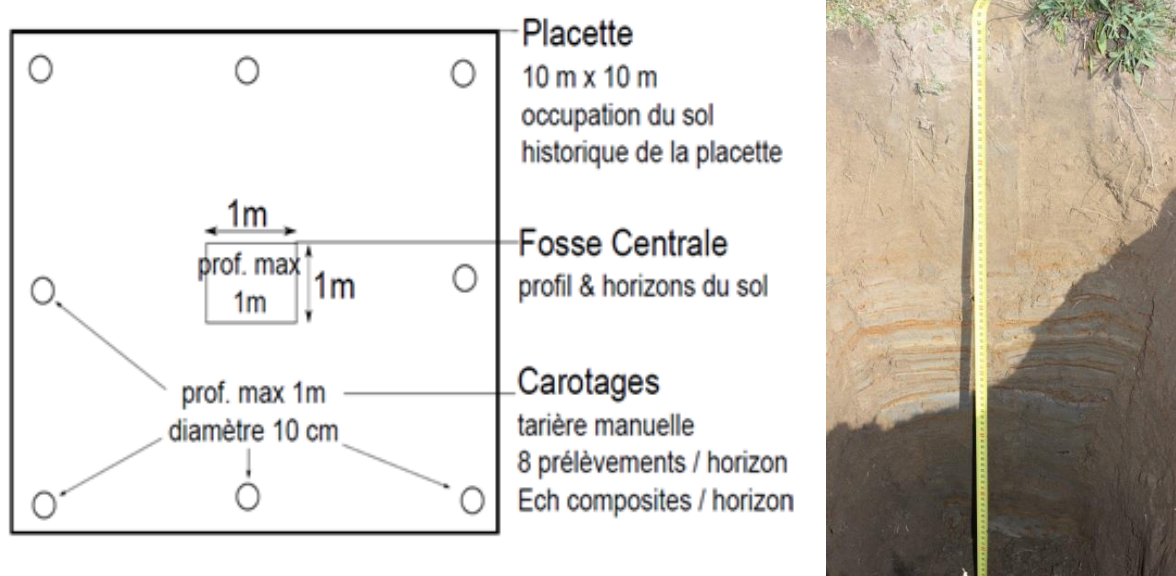 Placette
10 m x 10 m
occupation du sol
historique de la placette
1m
prof. max
1m
1m
Fosse Centrale
profil & horizons du sol
prof. max 1m
diamètre 10 cm
Carotages
tarière manuelle
8 prélèvements / horizon
Ech composites / horizon